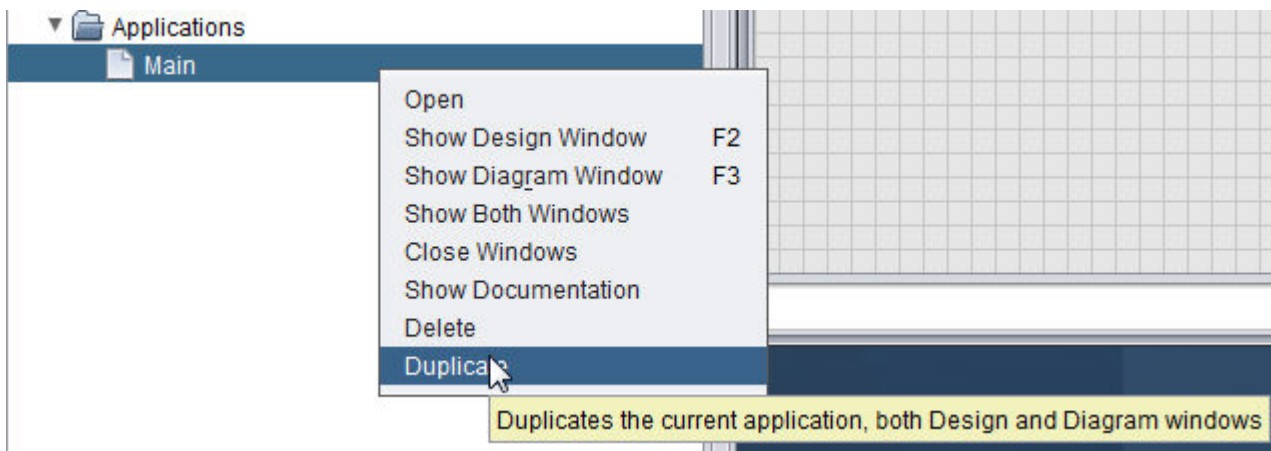 Applications
Main
Open
Show Design Window F2
Show Diagram Window F3
Show Both Windows
Close Windows
Show Documentation
Delete
Duplicate
Duplicates the current application, both Design and Diagram windows